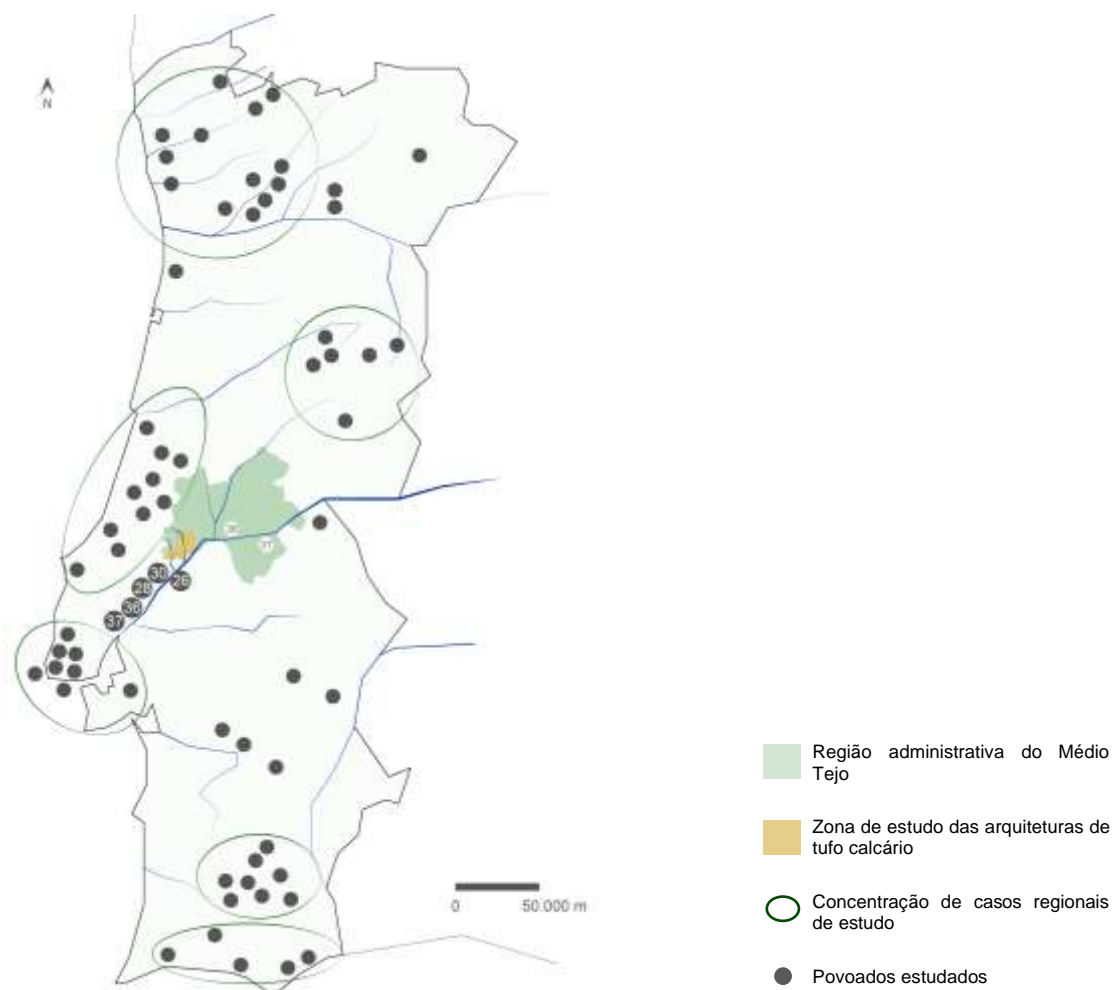 N
30
26
28
36
37
0 50.000 m
Região administrativa do Médio
Tejo
Zona de estudo das arquiteturas de
tufo calcário
Concentração de casos regionais
de estudo
Povoados estudados